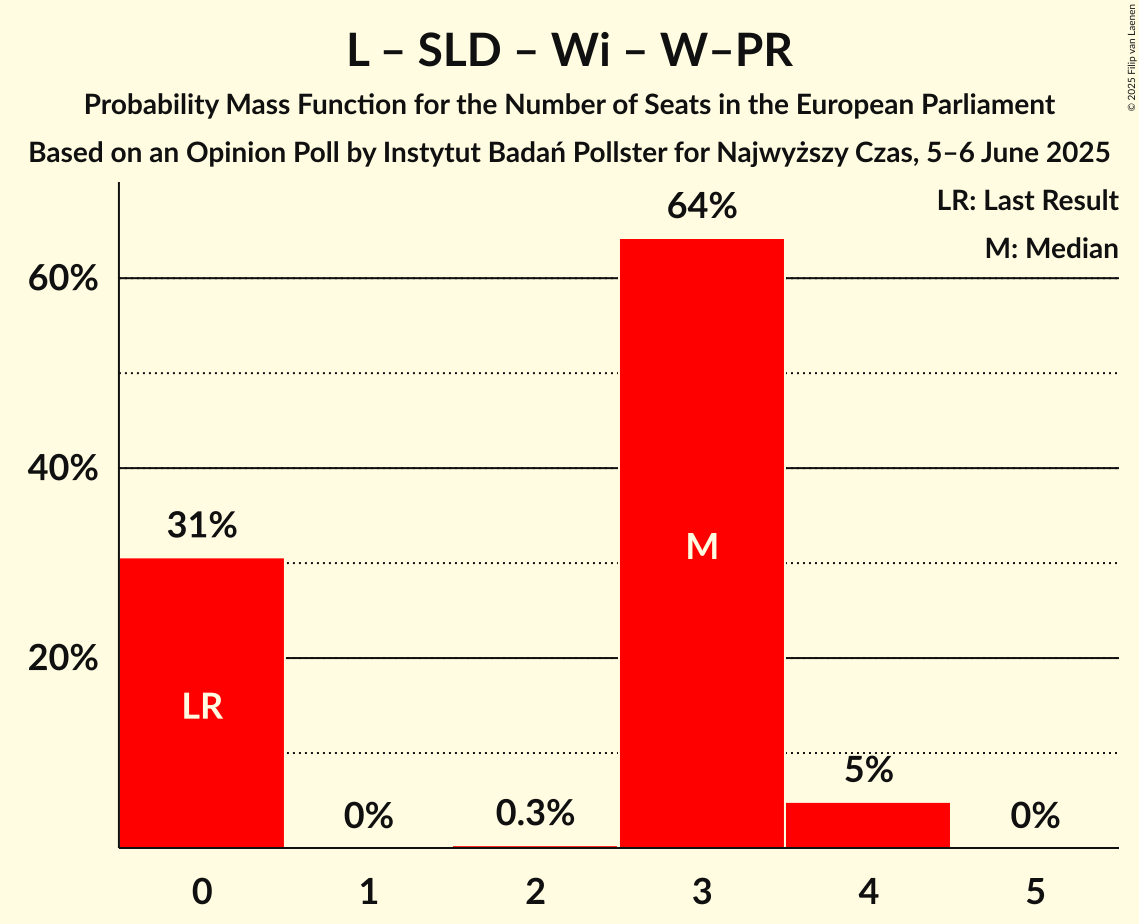 L – SLD – Wi – W–PR
Probability Mass Function for the Number of Seats in the European Parliament
Based on an Opinion Poll by Instytut Badań Pollster for Najwyższy Czas, 5–6 June 2025
© 2025 Filip van Laenen
LR: Last Result
M: Median
64%
60%
40%
31%
M
20%
LR
5%
0%
0.3%
0%
0 1 2 3 4 5